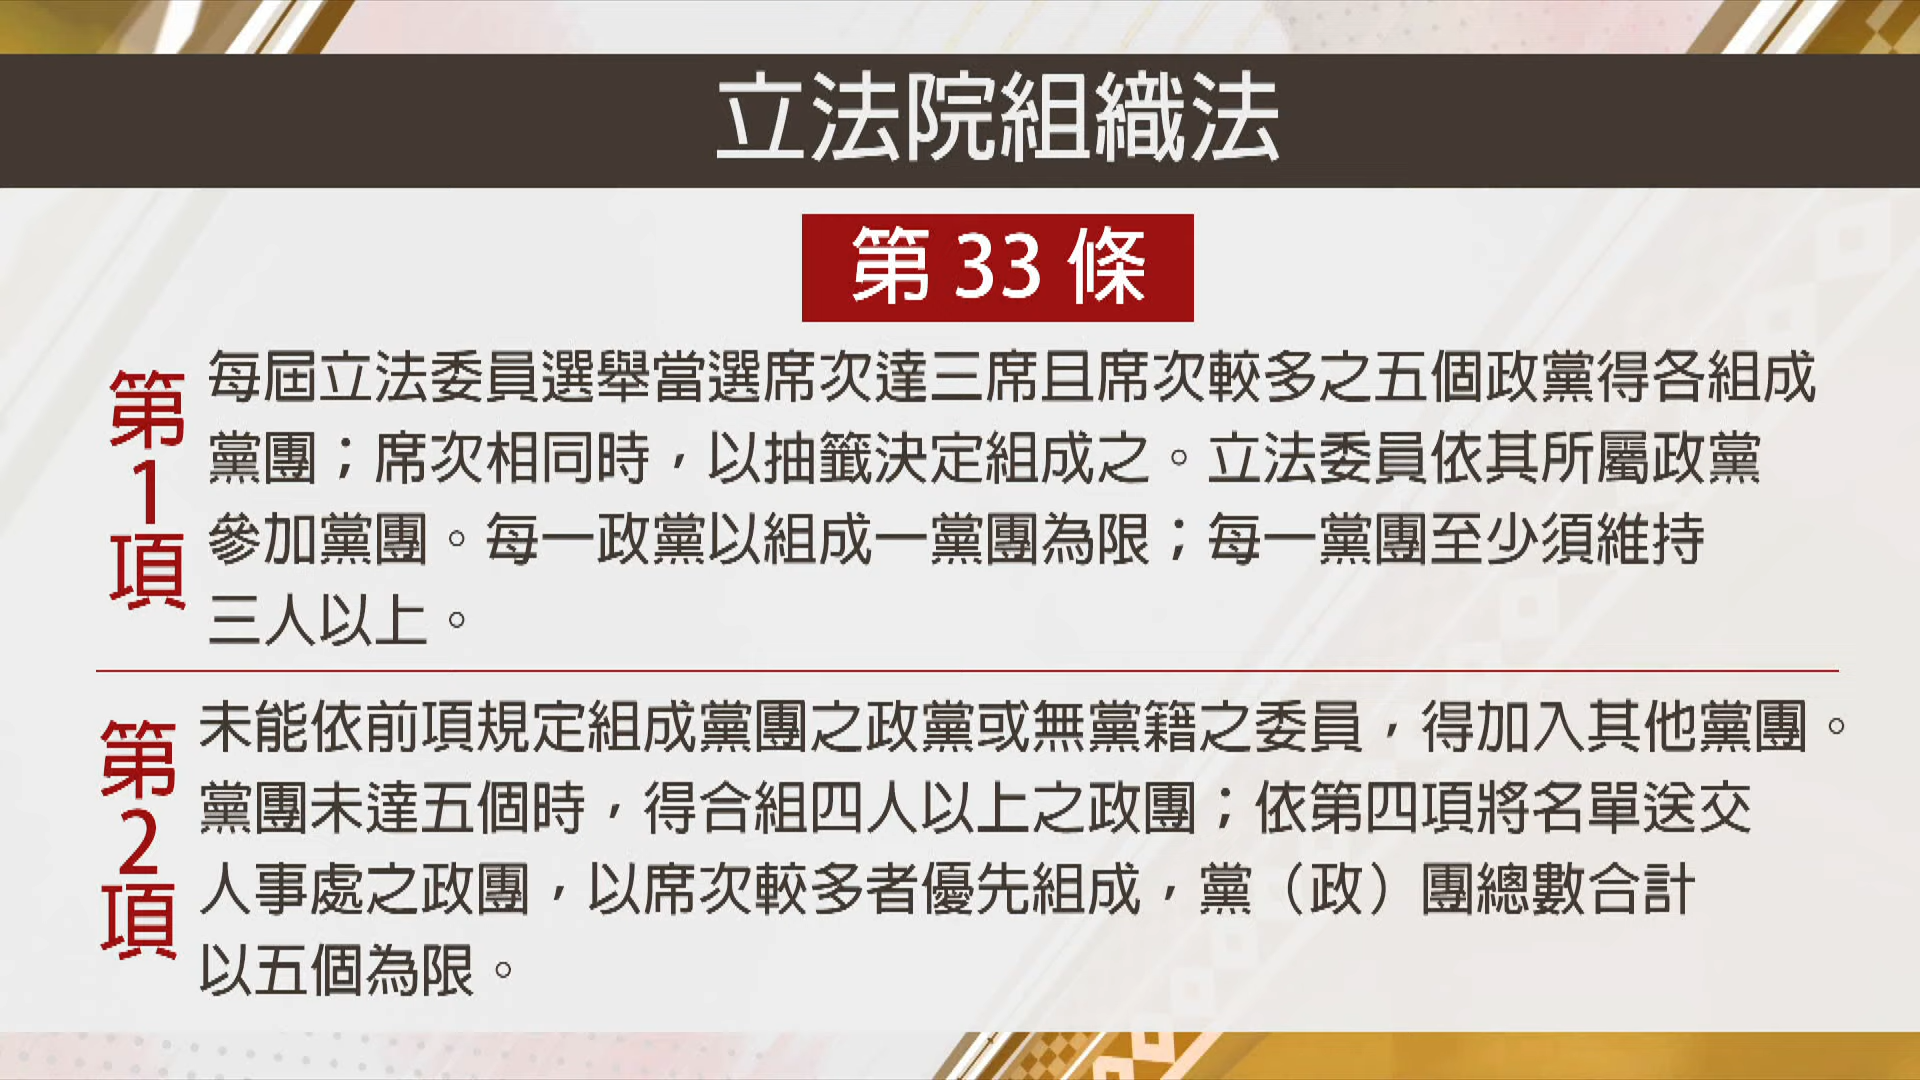 立法院組織法
第33條
第1項
每屆立法委員選舉當選席次達三席且席次較多之五個政黨得各組成
黨團；席次相同時，以抽籤決定組成之。立法委員依其所屬政黨
參加黨團。每一政黨以組成一黨團為限；每一黨團至少須維持
三人以上。
第2項
未能依前項規定組成黨團之政黨或無黨籍之委員，得加入其他黨團。
黨團未達五個時，得合組四人以上之政團；依第四項將名單送交
人事處之政團，以席次較多者優先組成，黨（政）團總數合計
以五個為限。